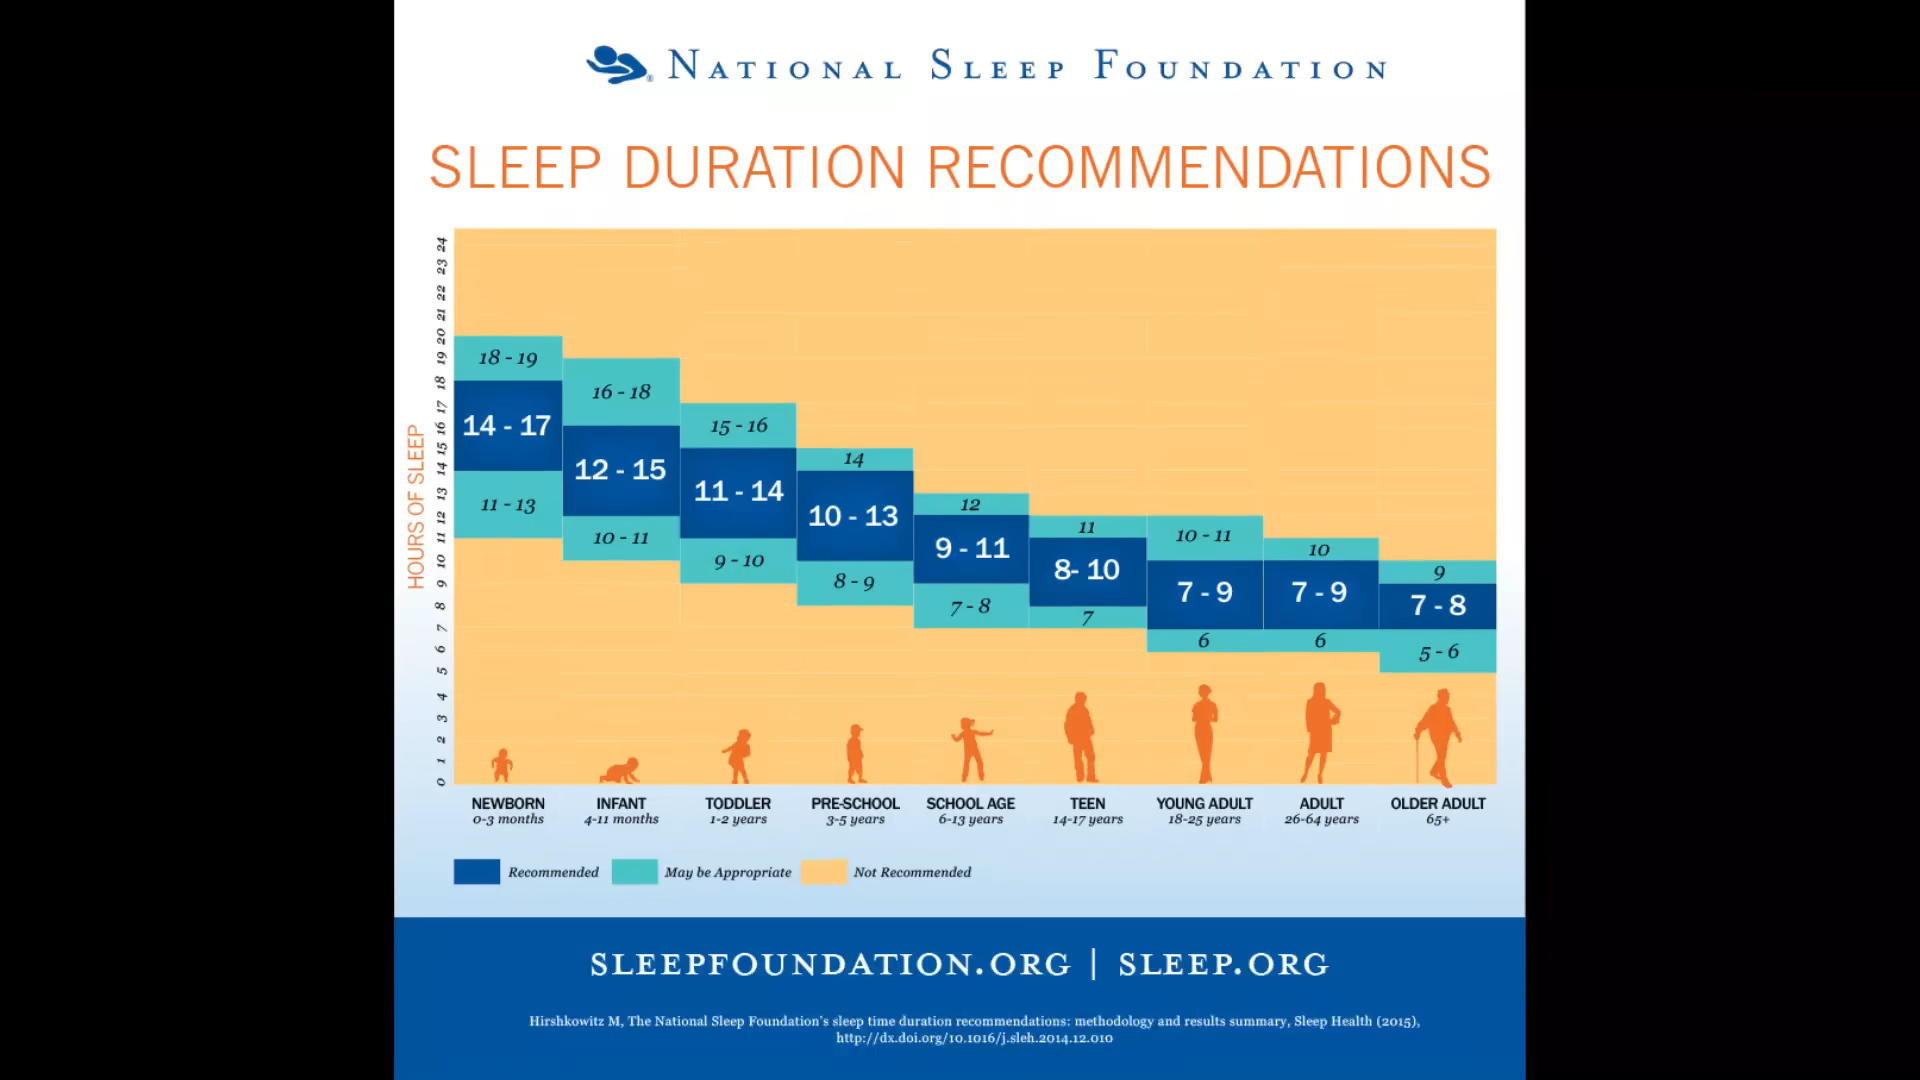 NATIONAL SLEEP FOUNDATION
SLEEP DURATION RECOMMENDATIONS
HOURS OF SLEEP
24
23
22
21
20
19
18
17
16
15
14
13
12
11
10
9
8
7
6
5
4
3
2
1
0
18 - 19
14 - 17
11 - 13
16 - 18
12 - 15
10 - 11
15 - 16
11 - 14
9 - 10
14
10 - 13
8 - 9
12
9 - 11
7 - 8
11
8- 10
7
10 - 11
7 - 9
6
10
7 - 9
6
9
7 - 8
5 - 6
NEWBORN
0-3 months
INFANT
4-11 months
TODDLER
1-2 years
PRE-SCHOOL
3-5 years
SCHOOL AGE
6-13 years
TEEN
14-17 years
YOUNG ADULT
18-25 years
ADULT
26-64 years
OLDER ADULT
65+
Recommended
May be Appropriate
Not Recommended
SLEEPFOUNDATION.ORG | SLEEP.ORG
Hirshkowitz M, The National Sleep Foundation's sleep time duration recommendations: methodology and results summary, Sleep Health (2015),
http://dx.doi.org/10.1016/j.sleh.2014.12.010